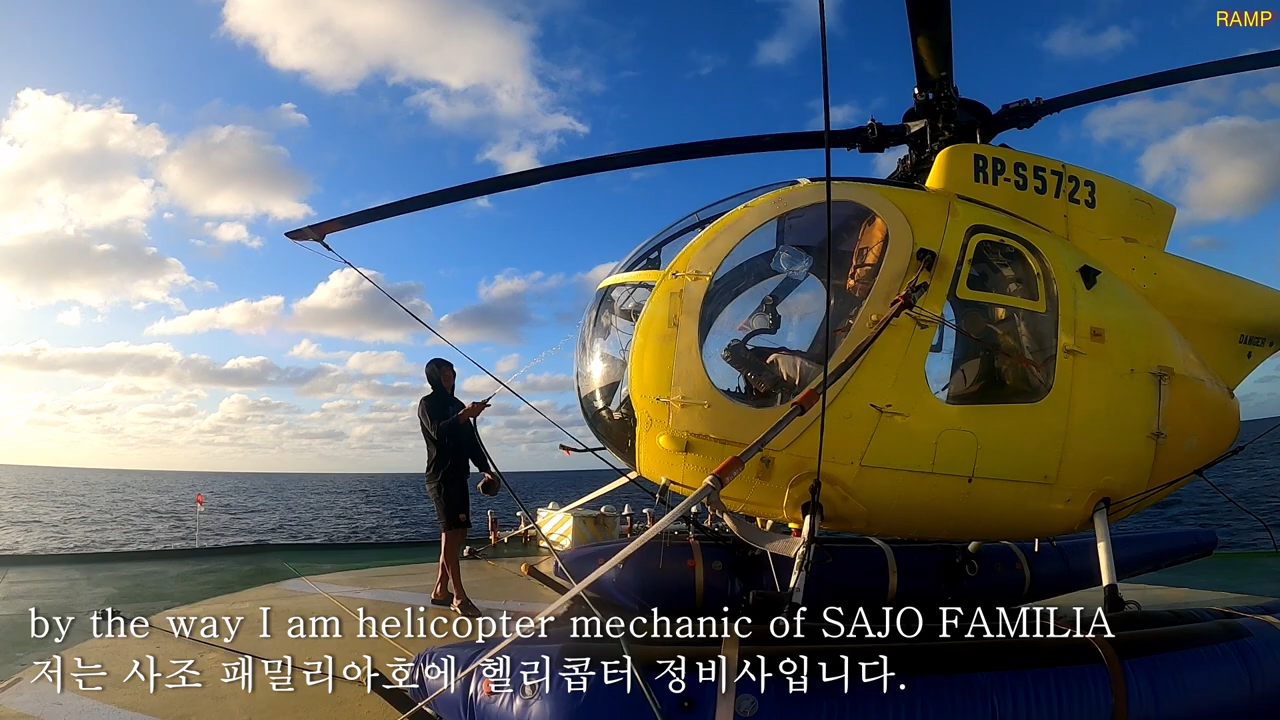 RAMP
RP-S5723
DANGER
by the way I am helicopter mechanic of SAJO FAMILIA
저는 사조 패밀리아호에 헬리콥터 정비사입니다.